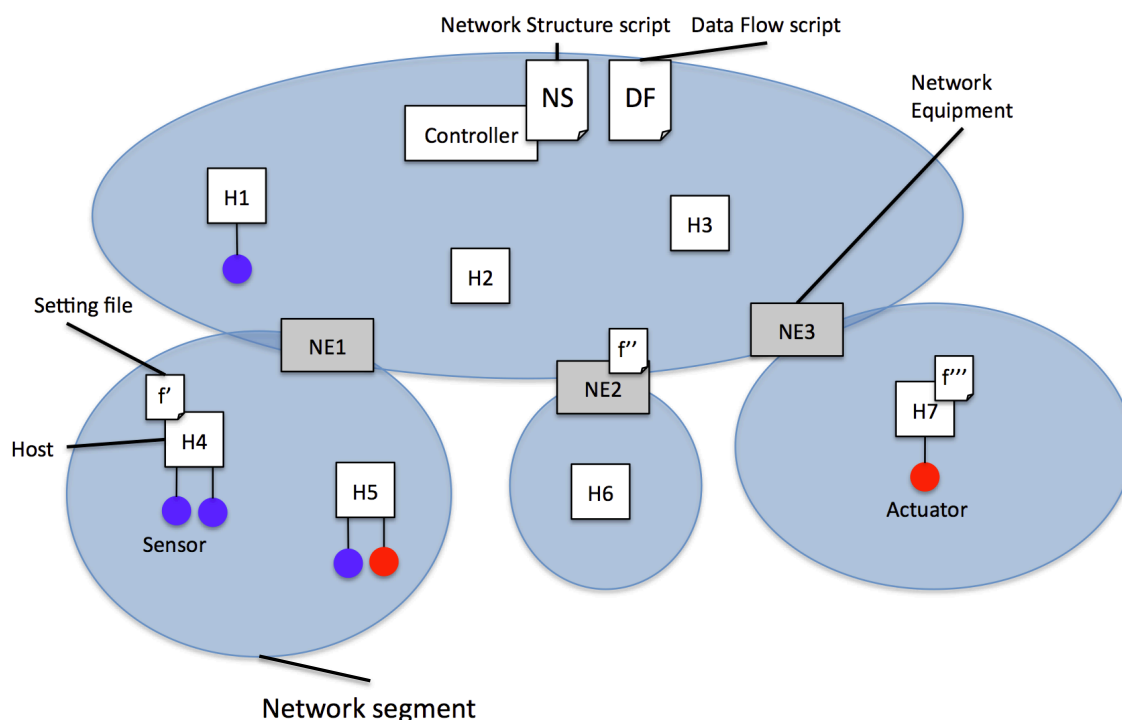 Network Structure script
Data Flow script
Network
Equipment
NS
DF
Controller
H1
H3
H2
Setting file
NE1
NE3
f''
NE2
f'
f'''
H7
Host
H4
H5
H6
Sensor
Actuator
Network segment